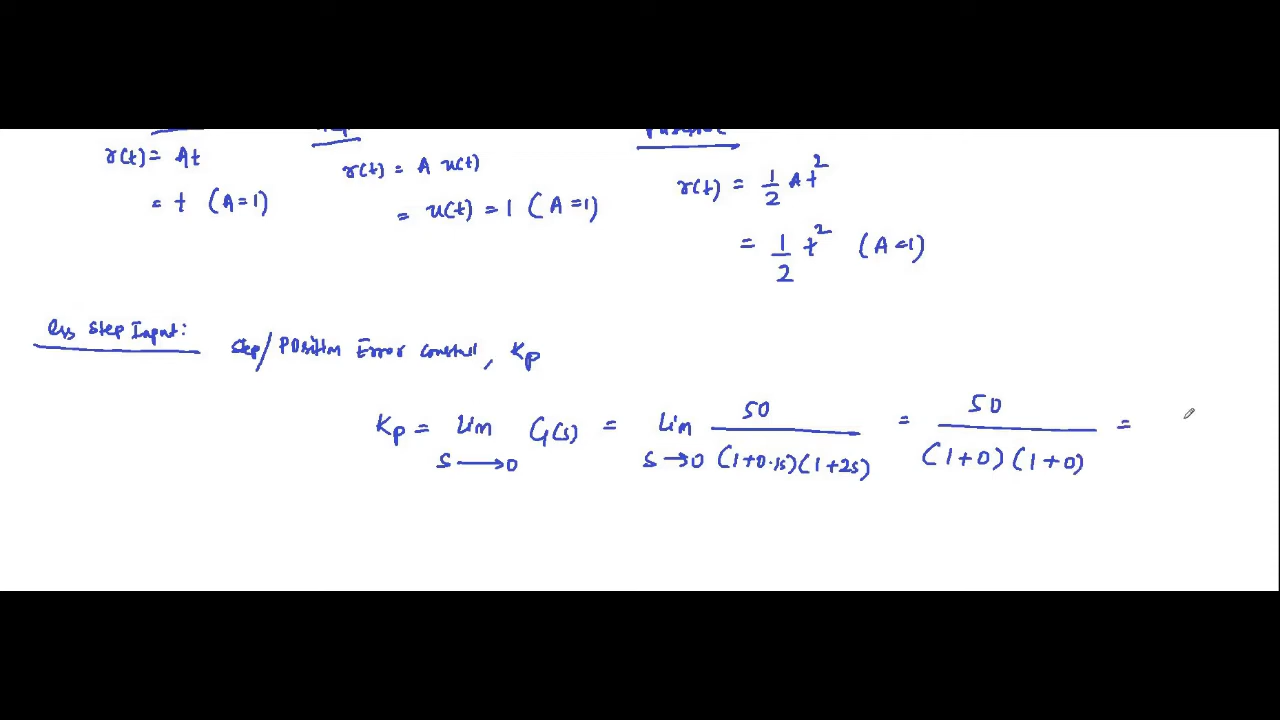 r(t) = At
= t (A=1)
r(t) = A u(t)
= u(t) = 1 (A=1)
r(t) = 1/2 At²
= 1/2 t² (A=1)
ess Step Input: Step/Position Error constant, Kp
Kp = Lim s→0 G(s) = Lim s→0 50/((1+0.1s)(1+2s)) = 50/((1+0)(1+0)) =